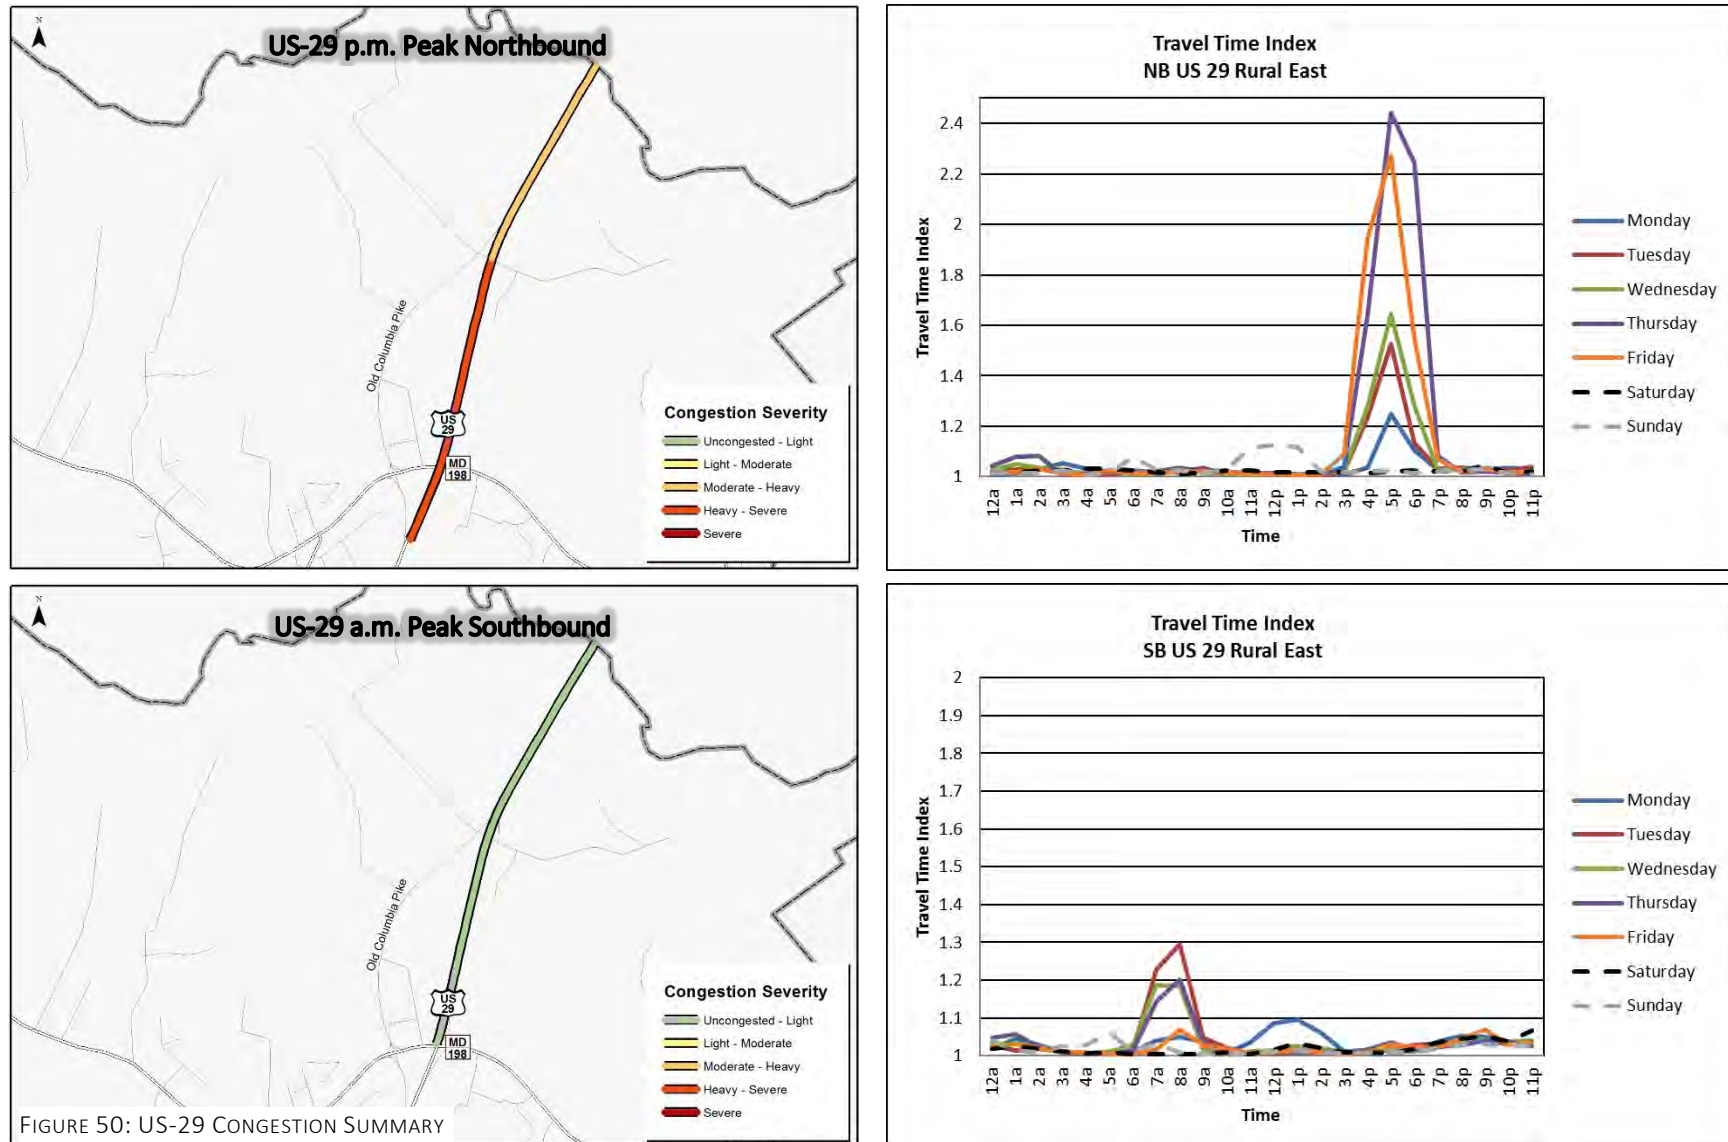 N
US-29 p.m. Peak Northbound
Old Columbia Pike
US
29
MD
198
Congestion Severity
Uncongested - Light
Light - Moderate
Moderate - Heavy
Heavy - Severe
Severe
Travel Time Index
NB US 29 Rural East
Travel Time Index
2.4
2.2
2
1.8
1.6
1.4
1.2
1
12a 1a 2a 3a 4a 5a 6a 7a 8a 9a 10a 11a 12p 1p 2p 3p 4p 5p 6p 7p 8p 9p 10p 11p
Time
Monday
Tuesday
Wednesday
Thursday
Friday
Saturday
Sunday
N
US-29 a.m. Peak Southbound
Old Columbia Pike
US
29
MD
198
Congestion Severity
Uncongested - Light
Light - Moderate
Moderate - Heavy
Heavy - Severe
Severe
FIGURE 50: US-29 CONGESTION SUMMARY
Travel Time Index
SB US 29 Rural East
Travel Time Index
2
1.9
1.8
1.7
1.6
1.5
1.4
1.3
1.2
1.1
1
12a 1a 2a 3a 4a 5a 6a 7a 8a 9a 10a 11a 12p 1p 2p 3p 4p 5p 6p 7p 8p 9p 10p 11p
Time
Monday
Tuesday
Wednesday
Thursday
Friday
Saturday
Sunday